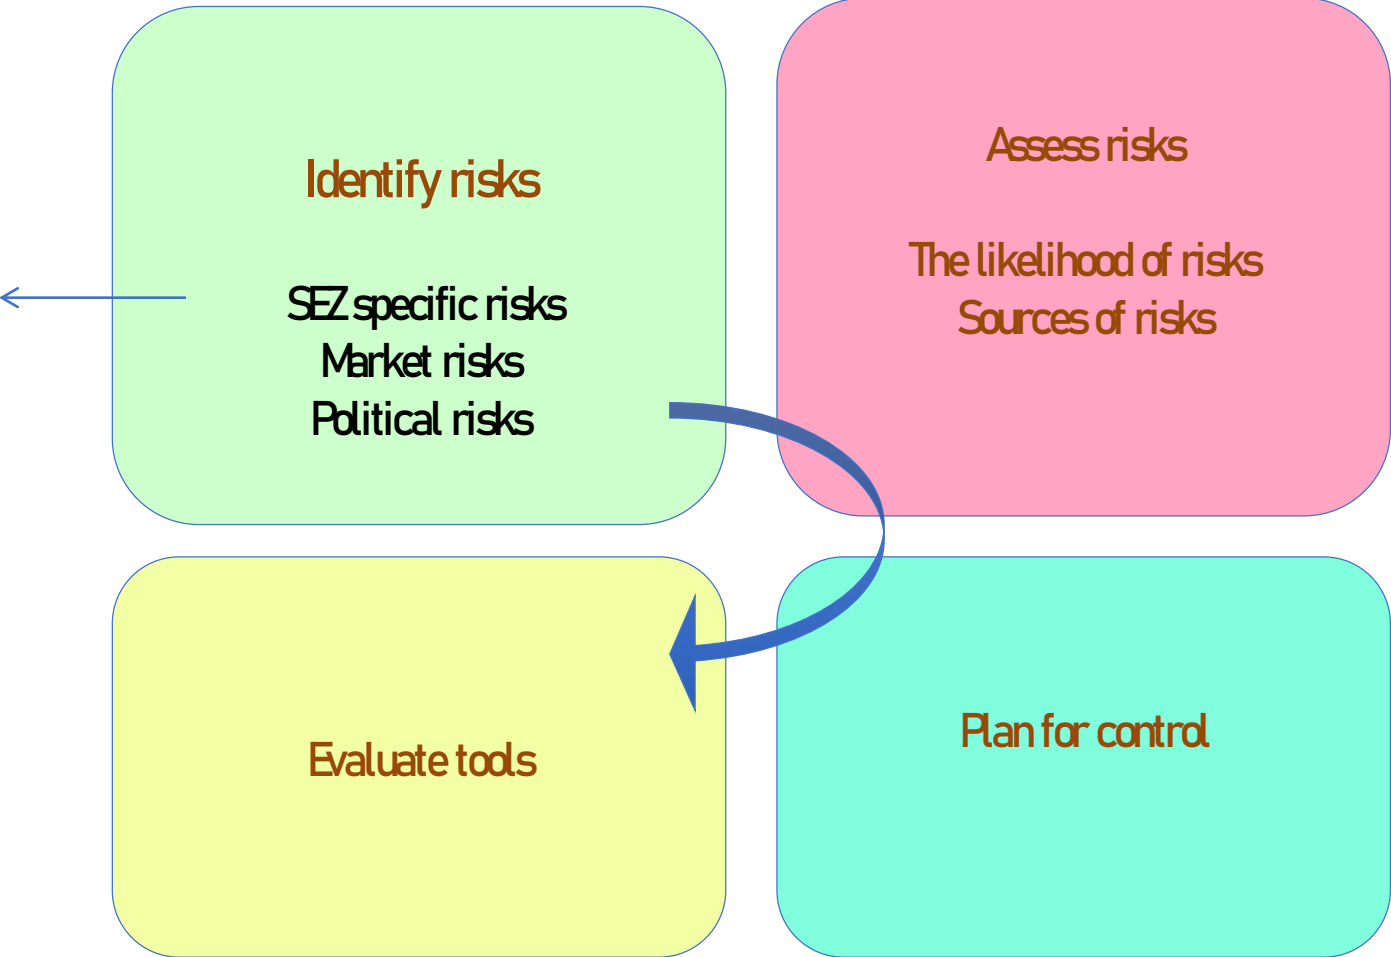 Identify risks
SEZ specific risks
Market risks
Political risks
Assess risks
The likelihood of risks
Sources of risks
Evaluate tools
Plan for control